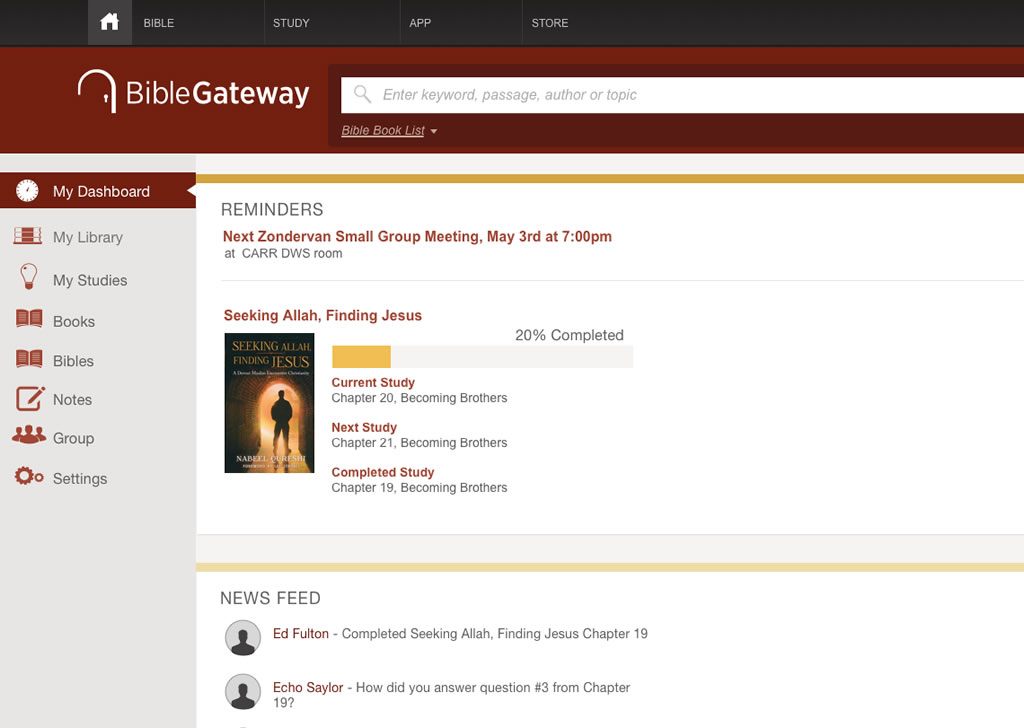 BIBLE
STUDY
APP
STORE
BibleGateway
Enter keyword, passage, author or topic
Bible Book List
My Dashboard
My Library
My Studies
Books
Bibles
Notes
Group
Settings
REMINDERS
Next Zondervan Small Group Meeting, May 3rd at 7:00pm
at CARR DWS room
Seeking Allah, Finding Jesus
SEEKING ALLAH,
FINDING JESUS
A Devout Muslim Encounters Christianity
NABEEL QURESHI
20% Completed
Current Study
Chapter 20, Becoming Brothers
Next Study
Chapter 21, Becoming Brothers
Completed Study
Chapter 19, Becoming Brothers
NEWS FEED
Ed Fulton - Completed Seeking Allah, Finding Jesus Chapter 19
Echo Saylor - How did you answer question #3 from Chapter
19?